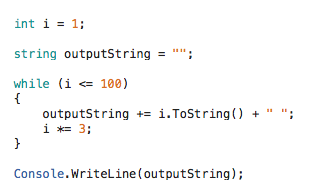 int i = 1;
string outputString = "";
while (i <= 100)
{
outputString += i.ToString() + " ";
i *= 3;
}
Console.WriteLine(outputString);